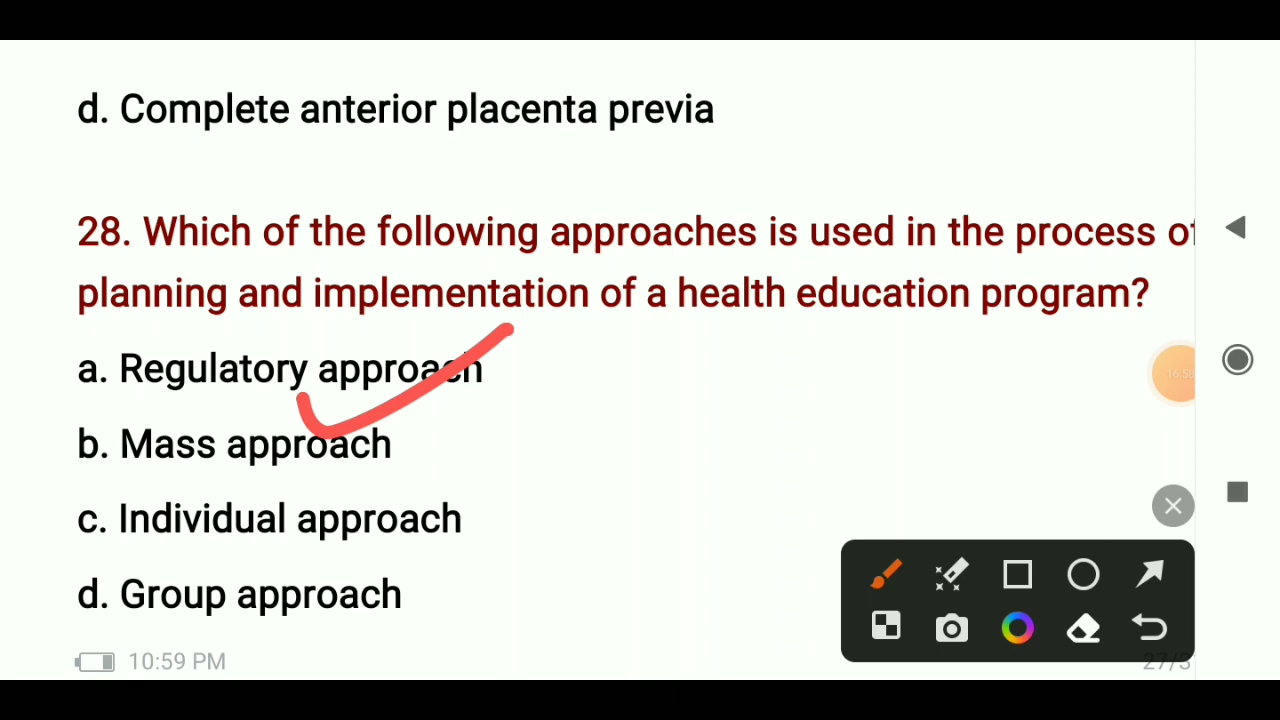 d. Complete anterior placenta previa
28. Which of the following approaches is used in the process of
planning and implementation of a health education program?
a. Regulatory approach
b. Mass approach
c. Individual approach
d. Group approach
10:59 PM